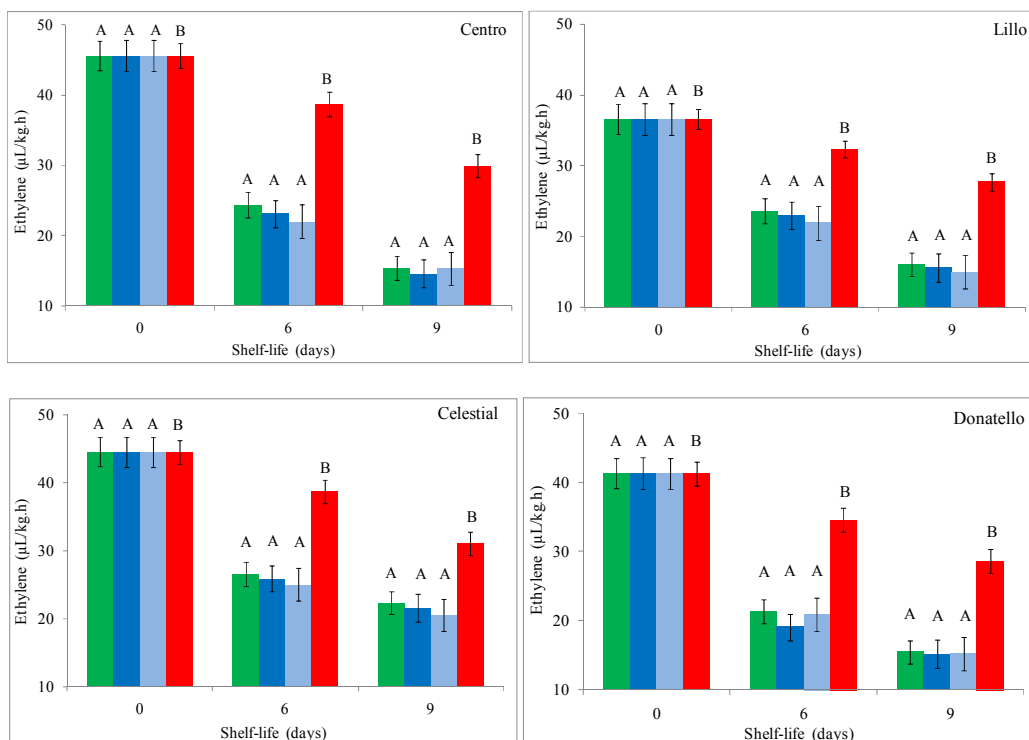 Centro
Ethylene (µL/kg.h)
50
40
30
20
10
A A A B
A A A B
A A A B
0 6 9
Shelf-life (days)
Lillo
Ethylene (µL/kg.h)
50
40
30
20
10
A A A B
A A A B
A A A B
0 6 9
Shelf-life (days)
Celestial
Ethylene (µL/kg.h)
50
40
30
20
10
A A A B
A A A B
A A A B
0 6 9
Shelf-life (days)
Donatello
Ethylene (µL/kg.h)
50
40
30
20
10
A A A B
A A A B
A A A B
0 6 9
Shelf-life (days)